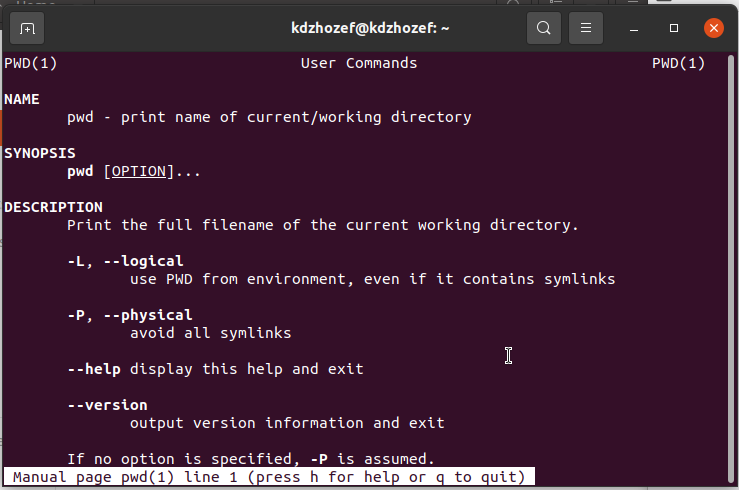 kdzhozef@kdzhozef: ~
PWD(1) User Commands PWD(1)
NAME
pwd - print name of current/working directory
SYNOPSIS
pwd [OPTION]...
DESCRIPTION
Print the full filename of the current working directory.
-L, --logical
use PWD from environment, even if it contains symlinks
-P, --physical
avoid all symlinks
--help display this help and exit
--version
output version information and exit
If no option is specified, -P is assumed.
Manual page pwd(1) line 1 (press h for help or q to quit)